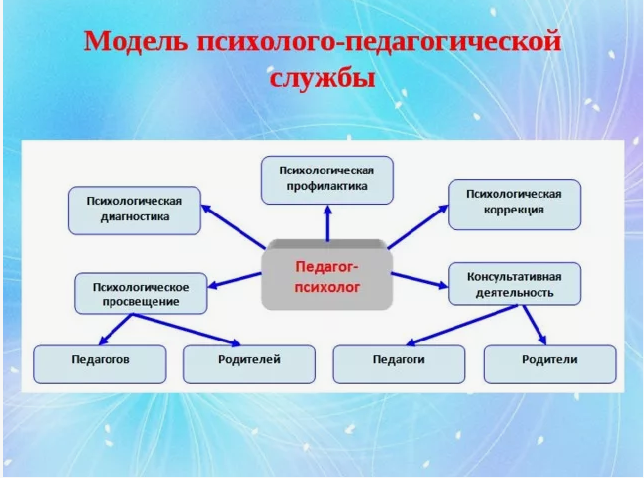 Модель психолого-педагогической
службы
Психологическая
профилактика
Психологическая
диагностика
Психологическая
коррекция
Педагог-
психолог
Психологическое
просвещение
Консультативная
деятельность
Педагогов
Родителей
Педагоги
Родители